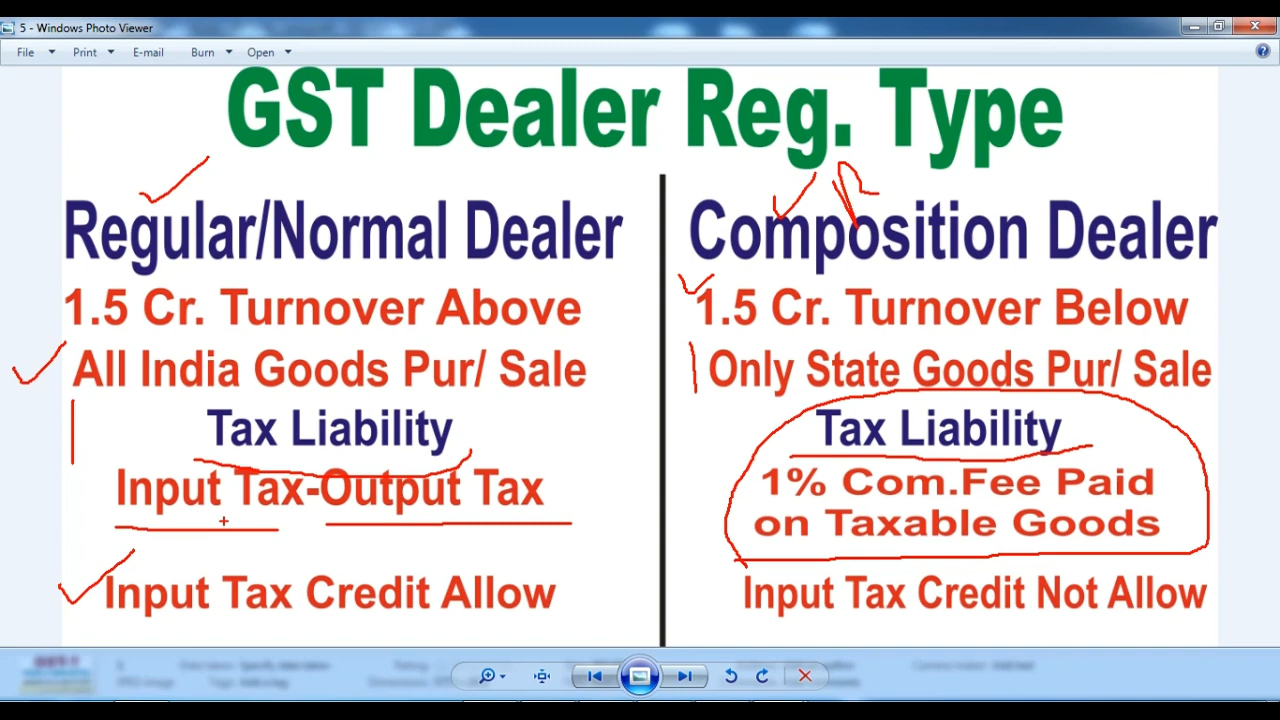 5 - Windows Photo Viewer
File Print E-mail Burn Open
GST Dealer Reg. Type
Regular/Normal Dealer
1.5 Cr. Turnover Above
All India Goods Pur/ Sale
Tax Liability
Input Tax-Output Tax
Input Tax Credit Allow
Composition Dealer
1.5 Cr. Turnover Below
Only State Goods Pur/ Sale
Tax Liability
1% Com.Fee Paid
on Taxable Goods
Input Tax Credit Not Allow